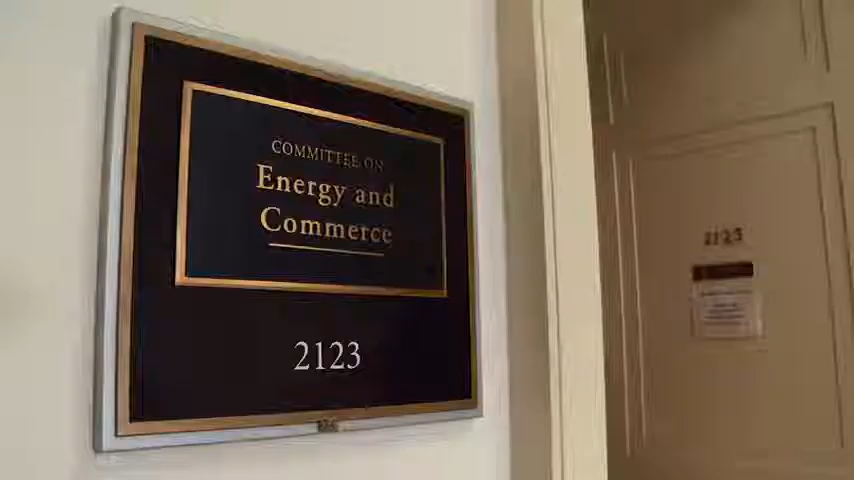 COMMITTEE ON
Energy and
Commerce
2123
2123